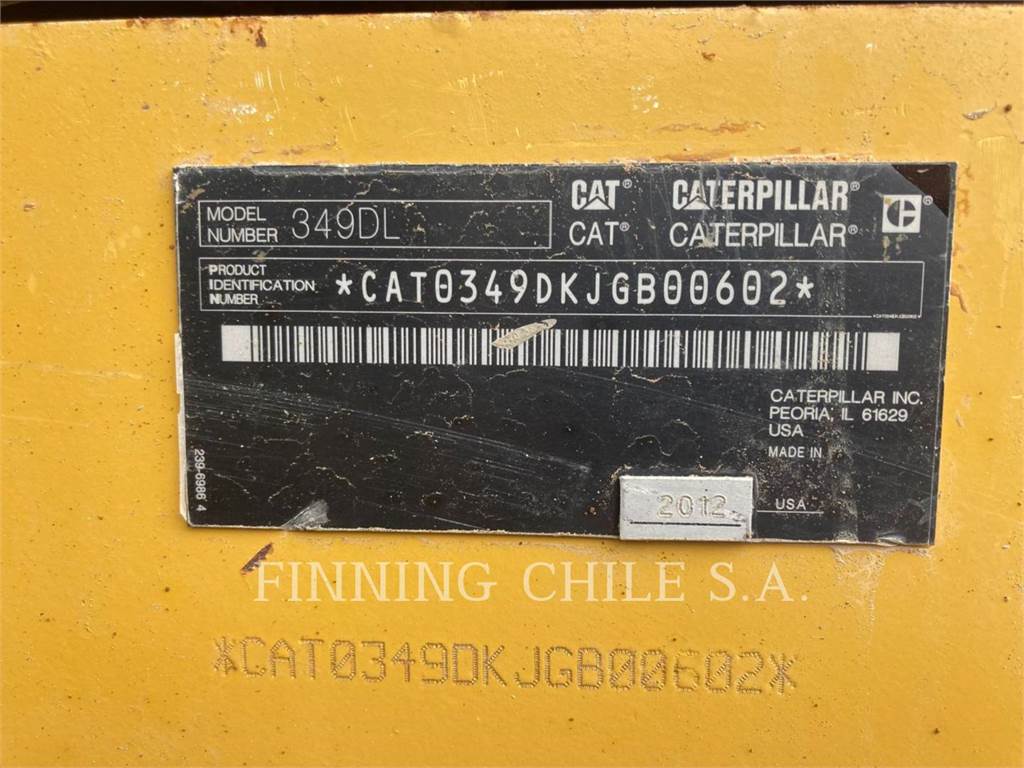 CAT® CATERPILLAR®
MODEL NUMBER 349DL
CAT® CATERPILLAR®
PRODUCT
IDENTIFICATION *CAT0349DKJGB00602*
NUMBER
CATERPILLAR INC.
PEORIA, IL 61629
USA
MADE IN
2012 USA
239-6986 4
FINNING CHILE S.A.
*CAT0349DKJGB00602*